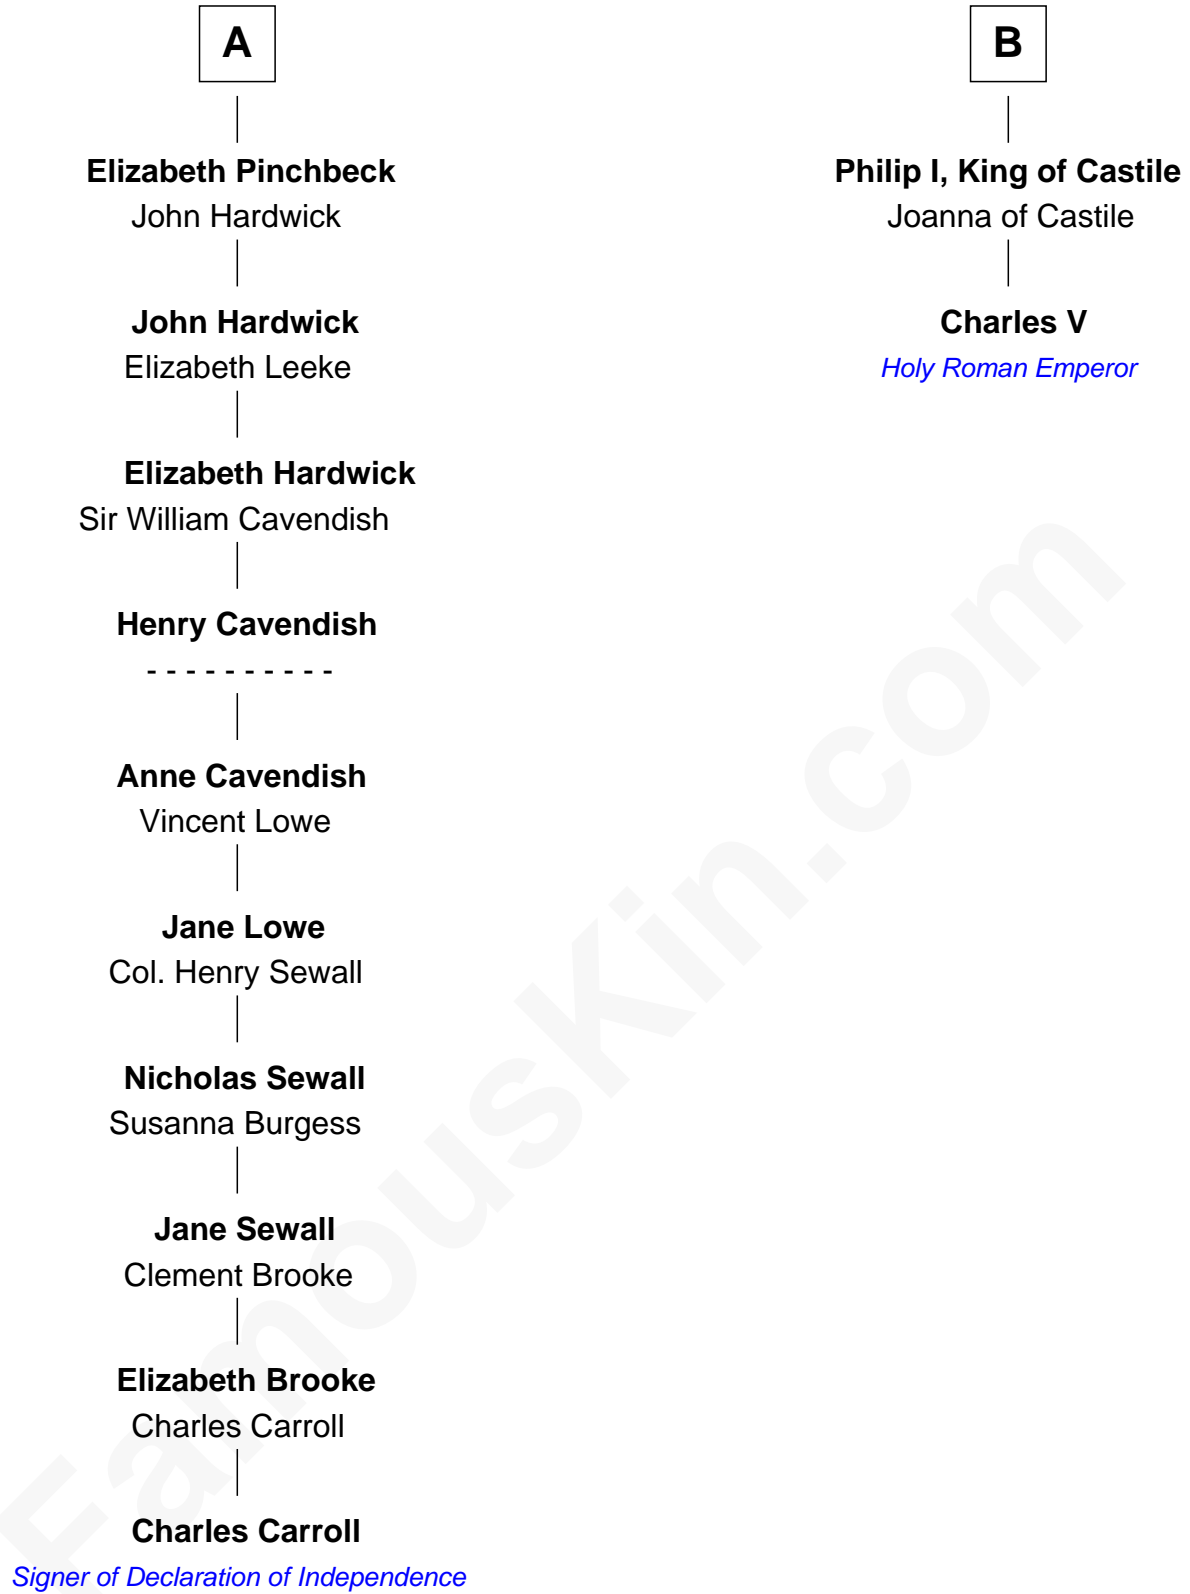 A
Elizabeth Pinchbeck
John Hardwick
John Hardwick
Elizabeth Leeke
Elizabeth Hardwick
Sir William Cavendish
Henry Cavendish
- - - - - - - - - -
Anne Cavendish
Vincent Lowe
Jane Lowe
Col. Henry Sewall
Nicholas Sewall
Susanna Burgess
Jane Sewall
Clement Brooke
Elizabeth Brooke
Charles Carroll
Charles Carroll
Signer of Declaration of Independence
B
Philip I, King of Castile
Joanna of Castile
Charles V
Holy Roman Emperor
FamousKin.com